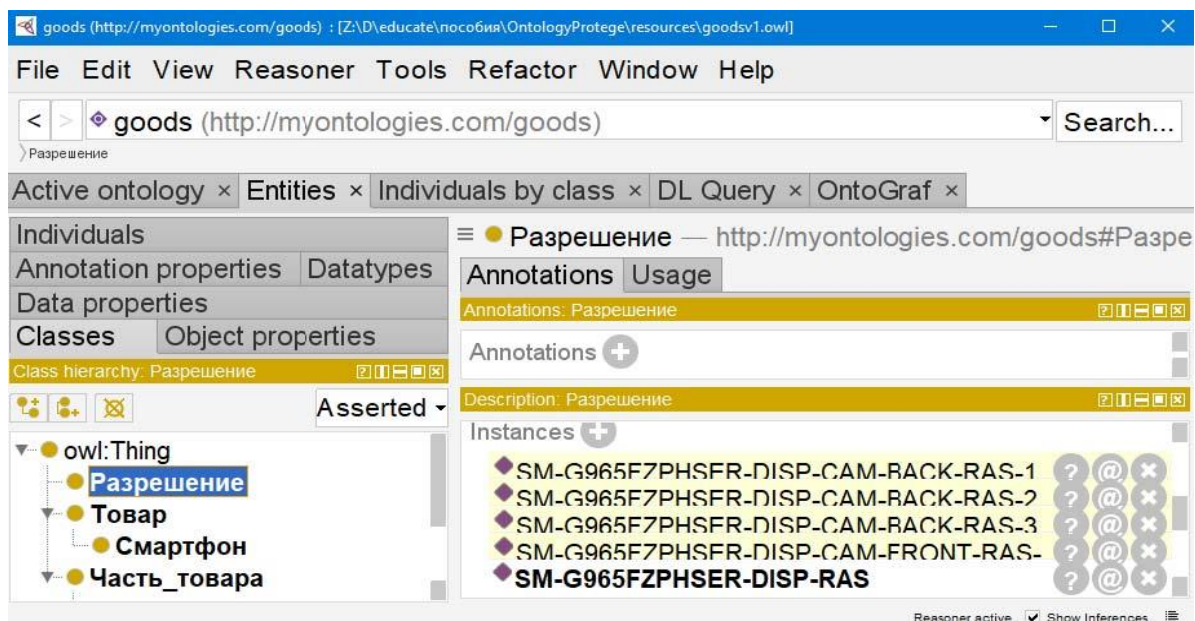 goods (http://myontologies.com/goods) : [Z:\D\educate\пособия\OntologyProtege\resources\goodsv1.owl]
File Edit View Reasoner Tools Refactor Window Help
< > goods (http://myontologies.com/goods) Search...
Разрешение
Active ontology × Entities × Individuals by class × DL Query × OntoGraf ×
Individuals
Annotation properties Datatypes
Data properties
Classes Object properties
Class hierarchy: Разрешение
Asserted
owl:Thing
Разрешение
Товар
Смартфон
Часть_товара
Разрешение — http://myontologies.com/goods#Разре
Annotations Usage
Annotations: Разрешение
Annotations
Description: Разрешение
Instances
SM-G965FZPHSER-DISP-CAM-BACK-RAS-1
SM-G965FZPHSER-DISP-CAM-BACK-RAS-2
SM-G965FZPHSER-DISP-CAM-BACK-RAS-3
SM-G965FZPHSER-DISP-CAM-FRONT-RAS-
SM-G965FZPHSER-DISP-RAS
Reasoner active Show Inferences